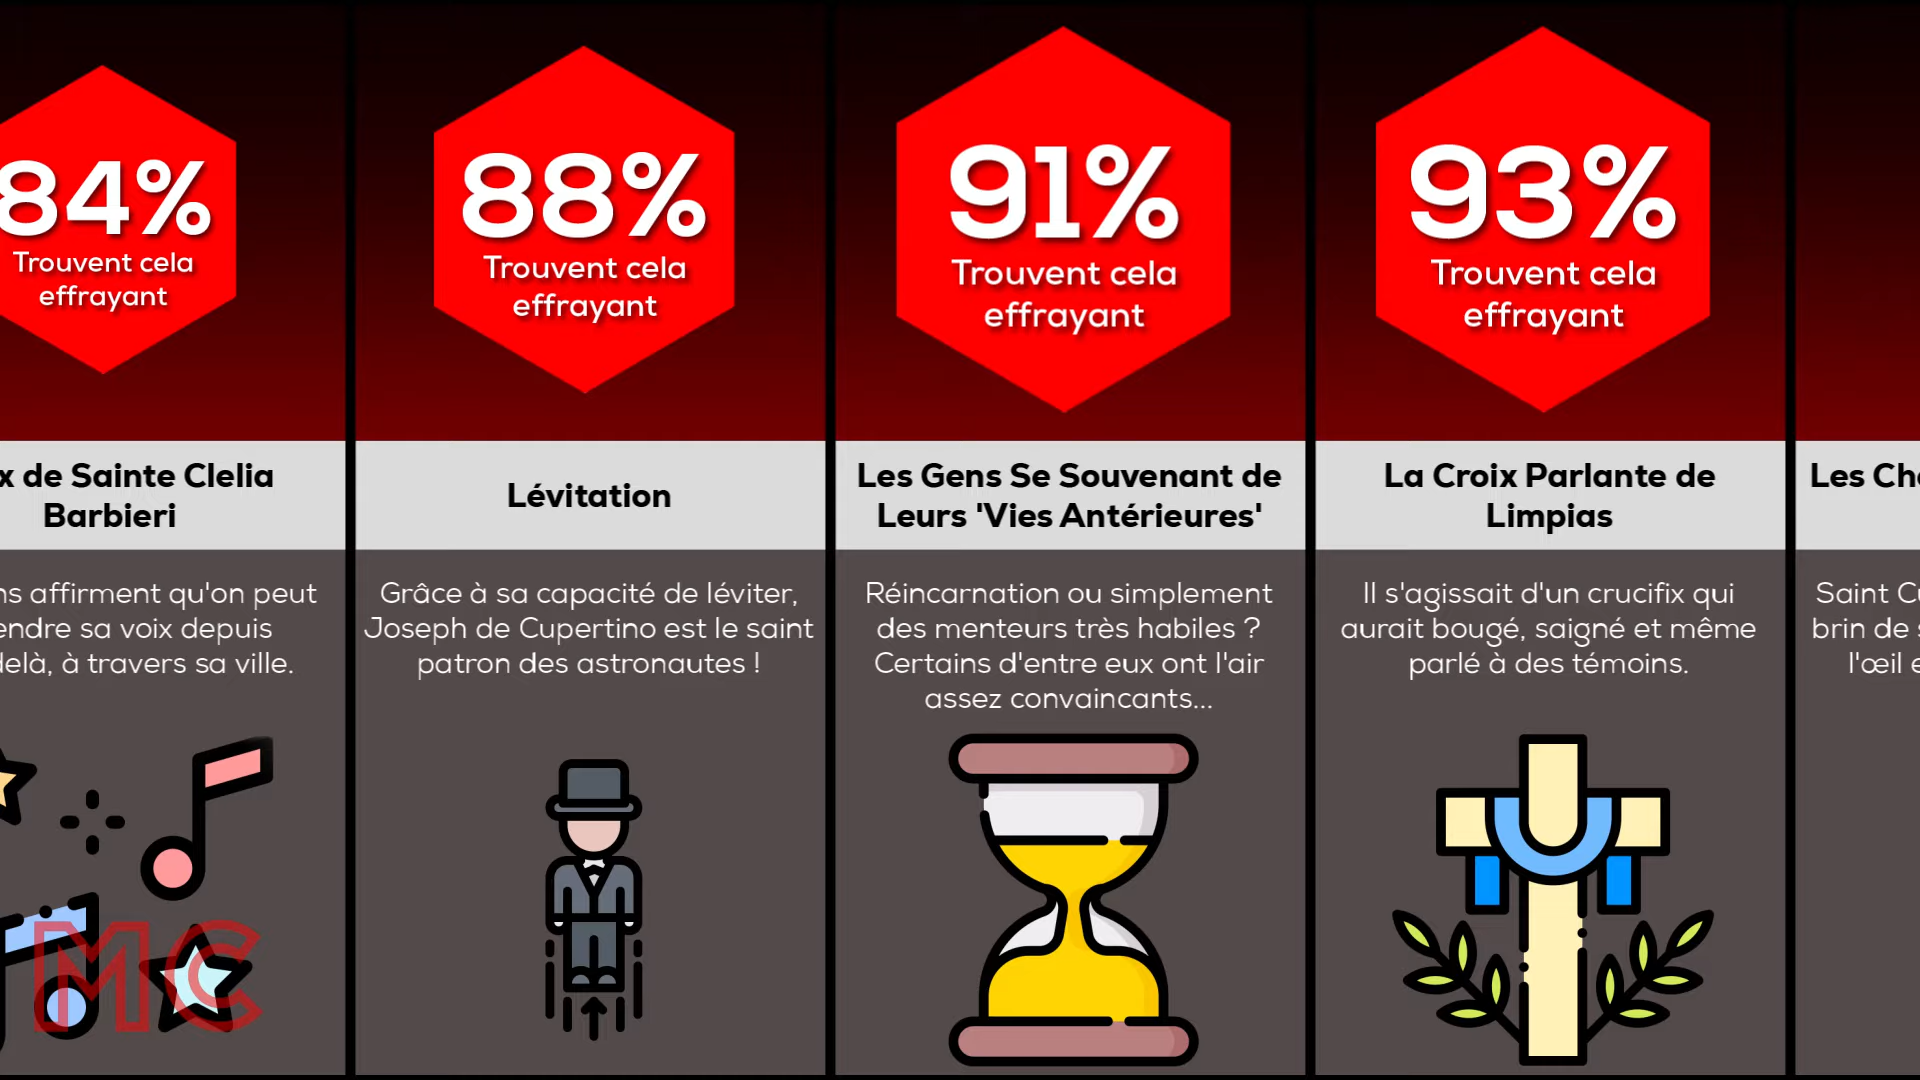 84%
Trouvent cela
effrayant
de Sainte Clelia
Barbieri
affirment qu'on peut
sa voix depuis
à travers sa ville.
88%
Trouvent cela
effrayant
Lévitation
Grâce à sa capacité de léviter,
Joseph de Cupertino est le saint
patron des astronautes !
91%
Trouvent cela
effrayant
Les Gens Se Souvenant de
Leurs 'Vies Antérieures'
Réincarnation ou simplement
des menteurs très habiles ?
Certains d'entre eux ont l'air
assez convaincants...
93%
Trouvent cela
effrayant
La Croix Parlante de
Limpias
Il s'agissait d'un crucifix qui
aurait bougé, saigné et même
parlé à des témoins.
Les
Saint
brin de
l'œil
MC